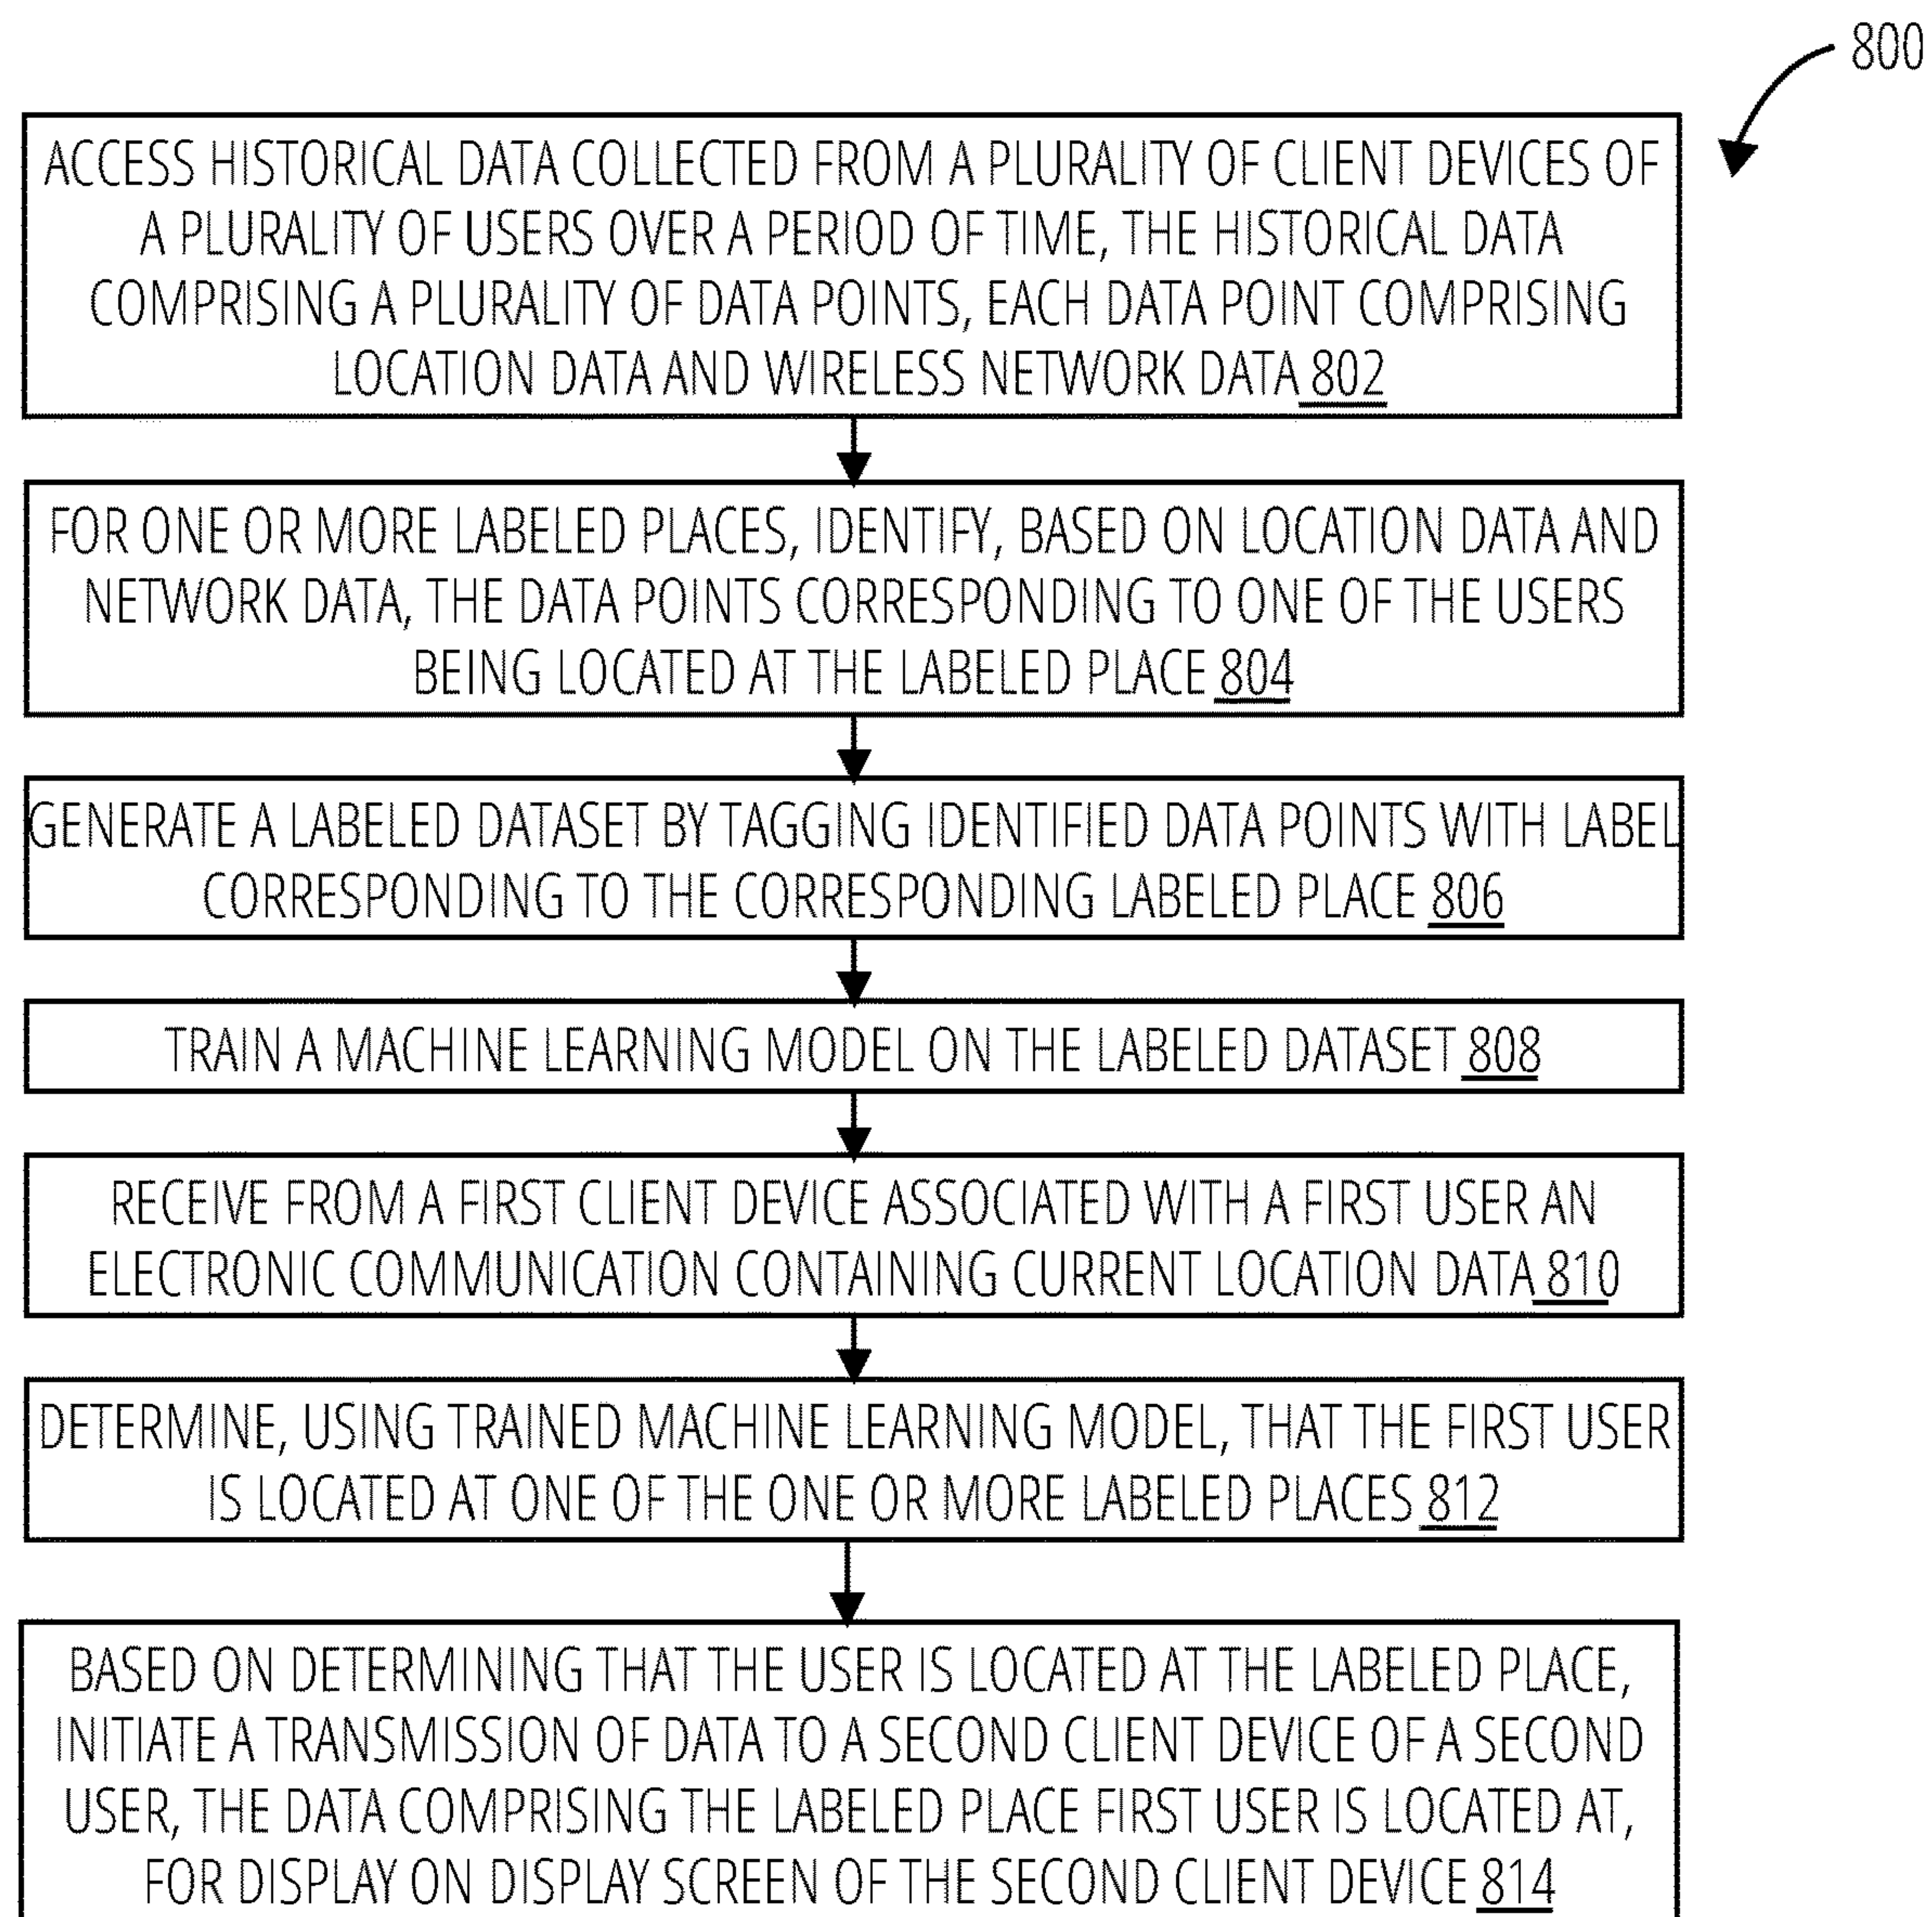 800
ACCESS HISTORICAL DATA COLLECTED FROM A PLURALITY OF CLIENT DEVICES OF
A PLURALITY OF USERS OVER A PERIOD OF TIME, THE HISTORICAL DATA
COMPRISING A PLURALITY OF DATA POINTS, EACH DATA POINT COMPRISING
LOCATION DATA AND WIRELESS NETWORK DATA 802
FOR ONE OR MORE LABELED PLACES, IDENTIFY, BASED ON LOCATION DATA AND
NETWORK DATA, THE DATA POINTS CORRESPONDING TO ONE OF THE USERS
BEING LOCATED AT THE LABELED PLACE 804
GENERATE A LABELED DATASET BY TAGGING IDENTIFIED DATA POINTS WITH LABEL
CORRESPONDING TO THE CORRESPONDING LABELED PLACE 806
TRAIN A MACHINE LEARNING MODEL ON THE LABELED DATASET 808
RECEIVE FROM A FIRST CLIENT DEVICE ASSOCIATED WITH A FIRST USER AN
ELECTRONIC COMMUNICATION CONTAINING CURRENT LOCATION DATA 810
DETERMINE, USING TRAINED MACHINE LEARNING MODEL, THAT THE FIRST USER
IS LOCATED AT ONE OF THE ONE OR MORE LABELED PLACES 812
BASED ON DETERMINING THAT THE USER IS LOCATED AT THE LABELED PLACE,
INITIATE A TRANSMISSION OF DATA TO A SECOND CLIENT DEVICE OF A SECOND
USER, THE DATA COMPRISING THE LABELED PLACE FIRST USER IS LOCATED AT,
FOR DISPLAY ON DISPLAY SCREEN OF THE SECOND CLIENT DEVICE 814